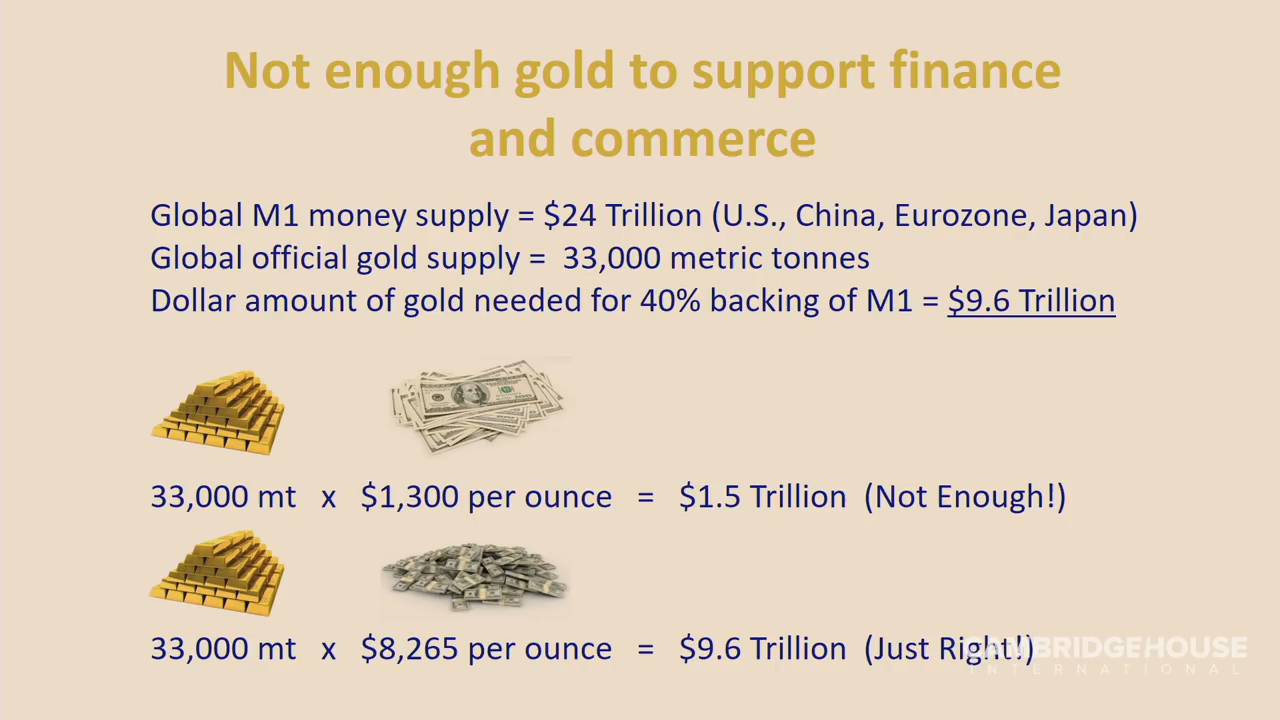 Not enough gold to support finance
and commerce
Global M1 money supply = $24 Trillion (U.S., China, Eurozone, Japan)
Global official gold supply =  33,000 metric tonnes
Dollar amount of gold needed for 40% backing of M1 = $9.6 Trillion
33,000 mt   x   $1,300 per ounce   =   $1.5 Trillion  (Not Enough!)
33,000 mt   x   $8,265 per ounce   =   $9.6 Trillion  (Just Right!)
CAMBRIDGEHOUSE
INTERNATIONAL